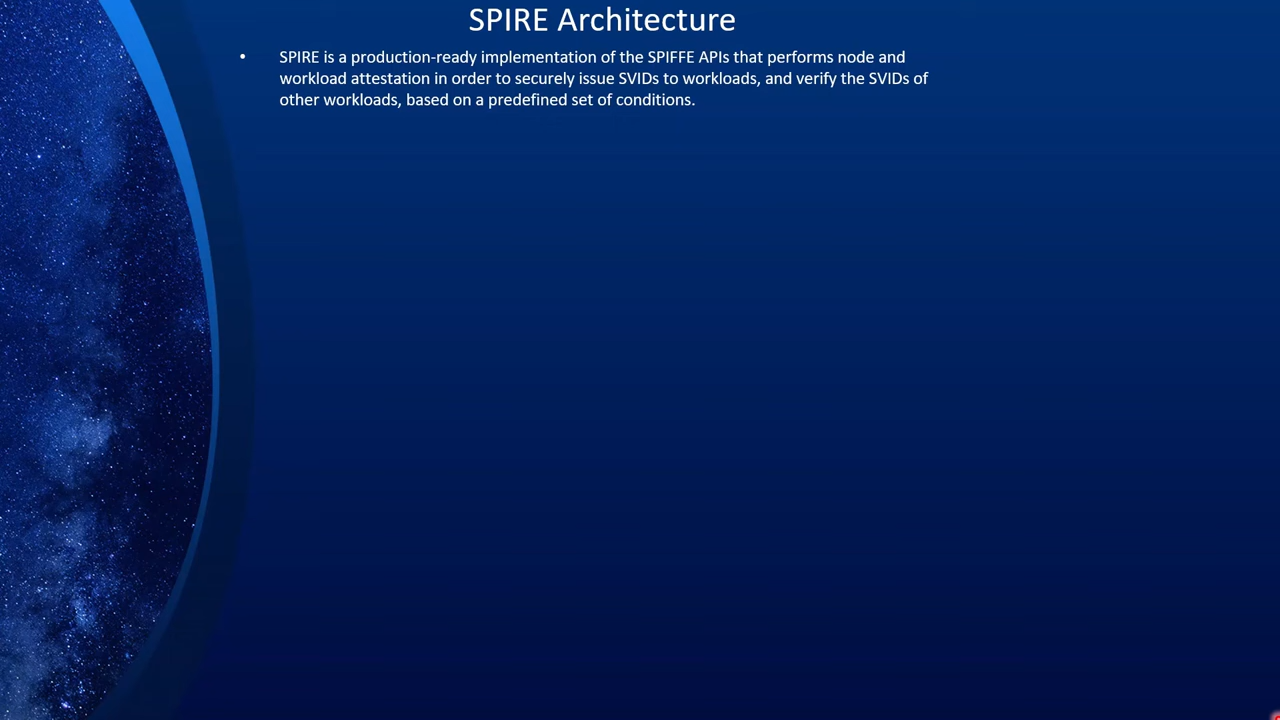 SPIRE Architecture
• SPIRE is a production-ready implementation of the SPIFFE APIs that performs node and
workload attestation in order to securely issue SVIDs to workloads, and verify the SVIDs of
other workloads, based on a predefined set of conditions.